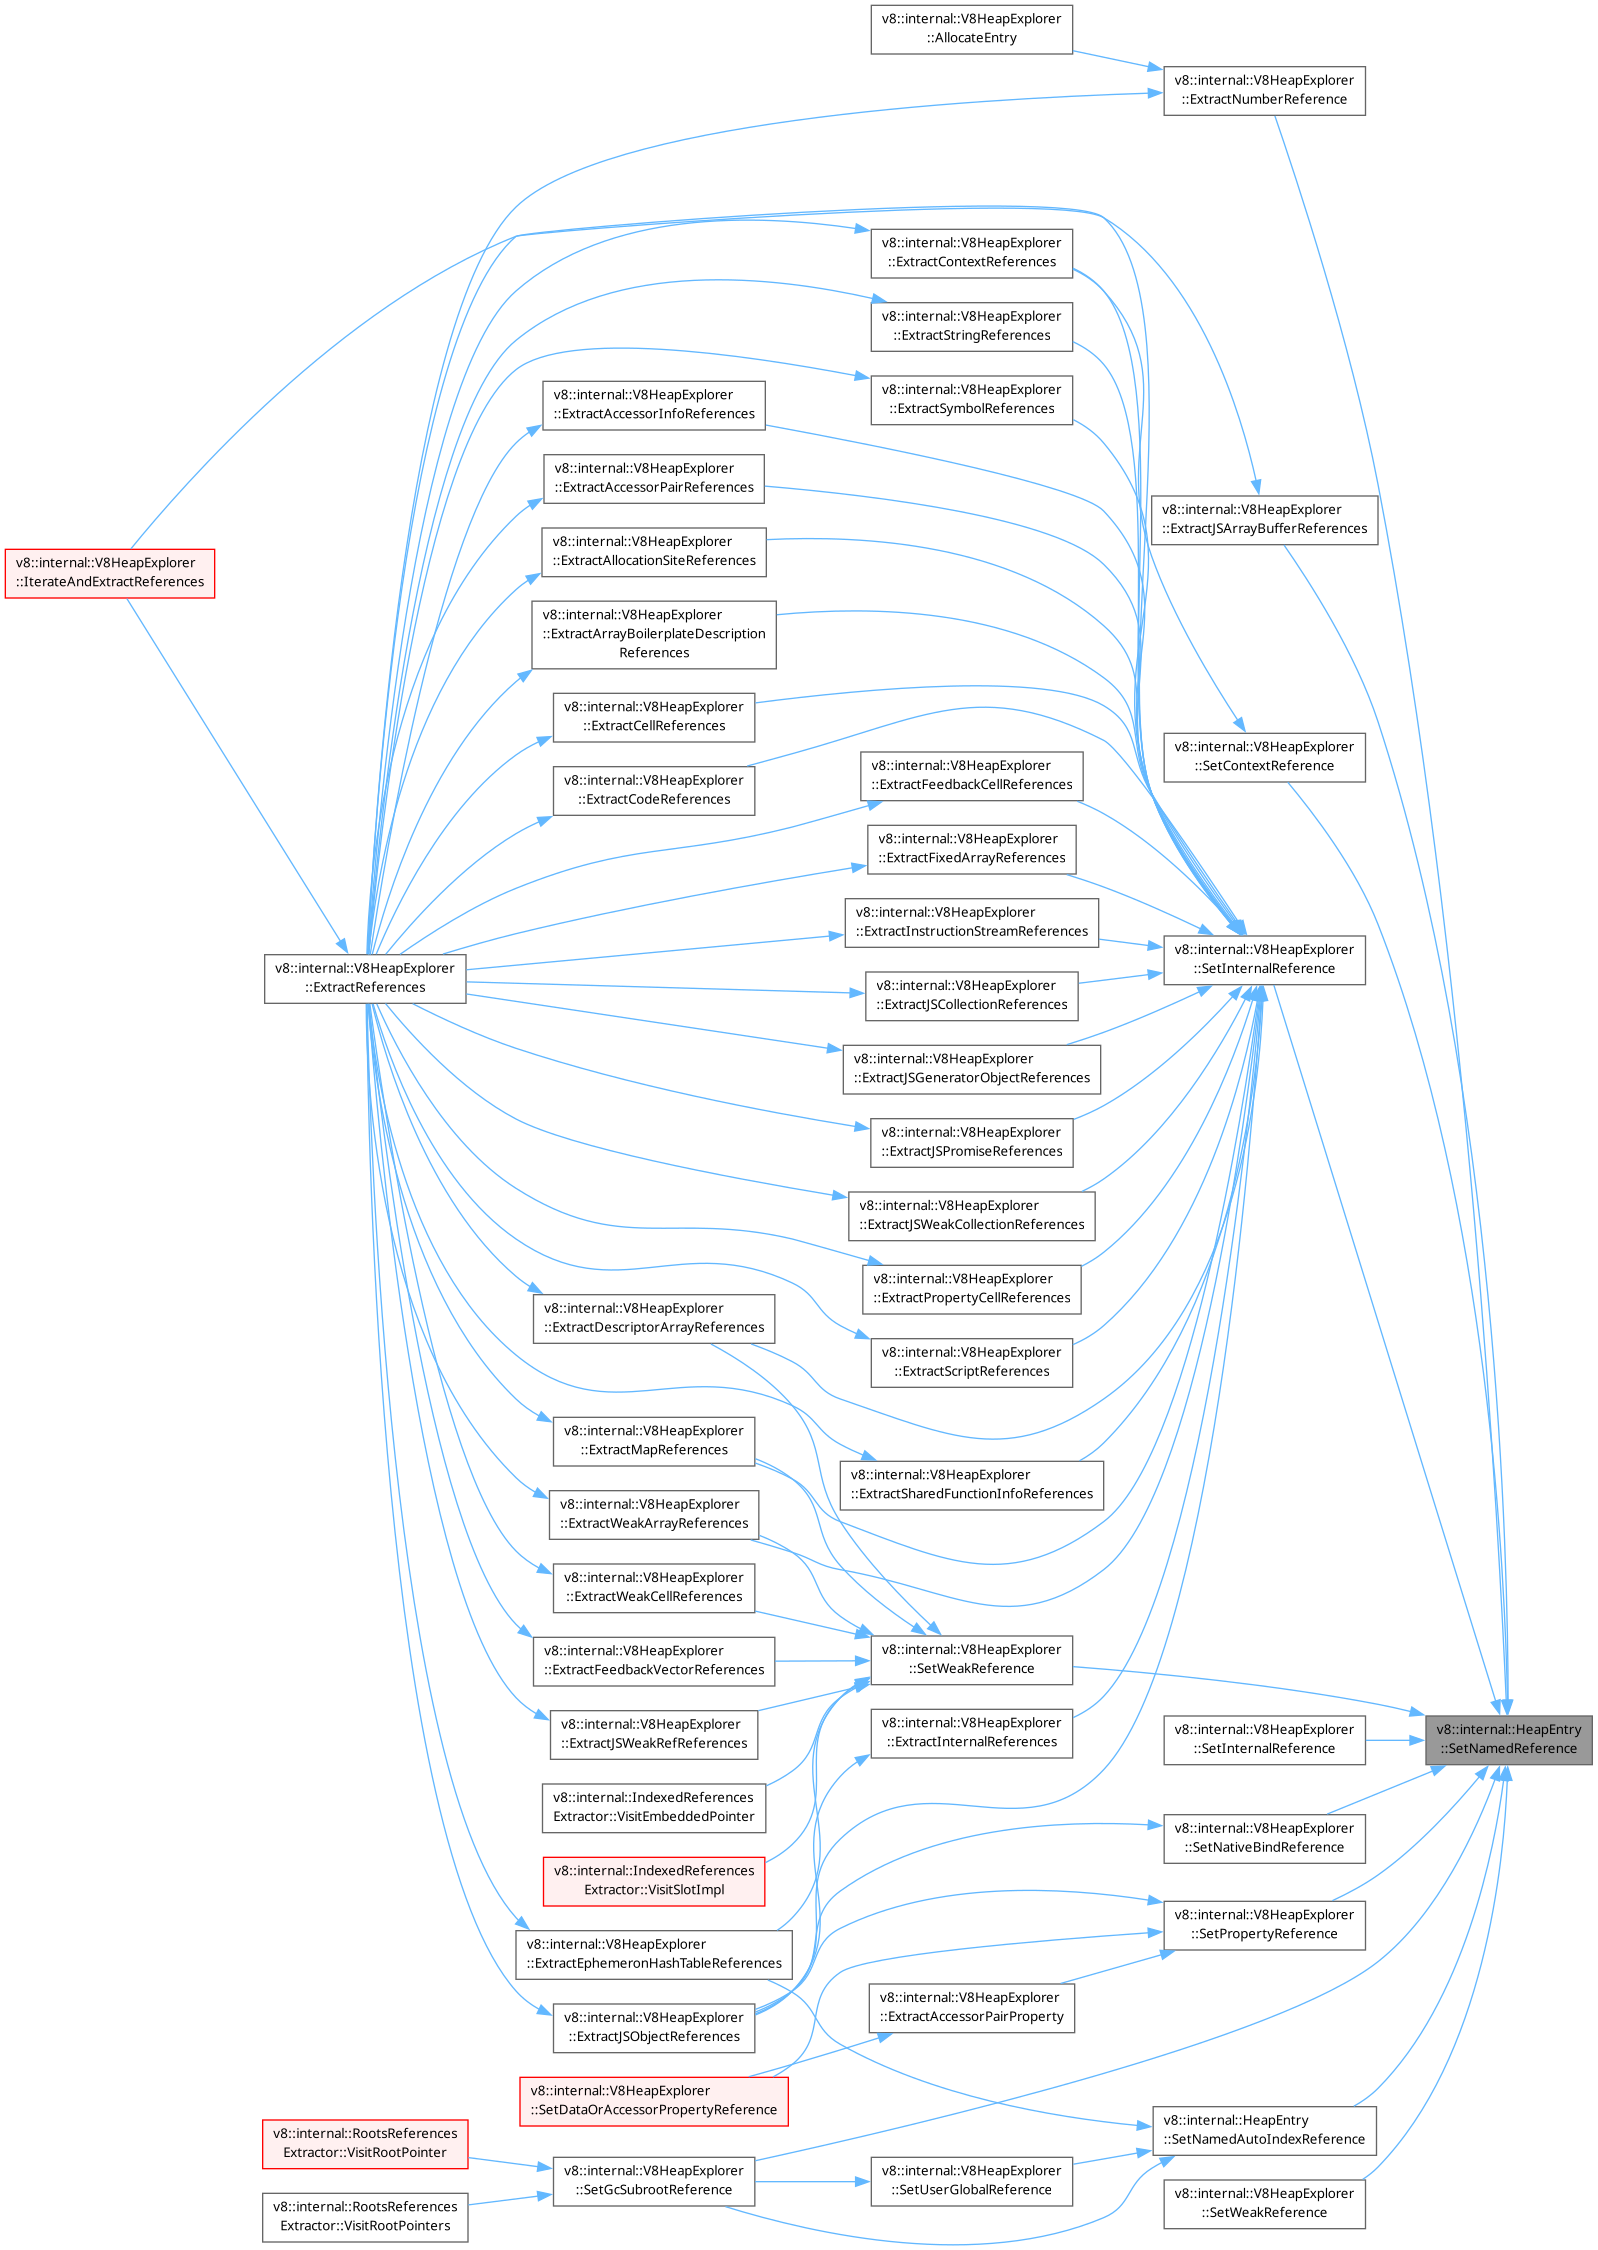 v8::internal::V8HeapExplorer
::AllocateEntry
v8::internal::V8HeapExplorer
::ExtractNumberReference
v8::internal::V8HeapExplorer
::ExtractContextReferences
v8::internal::V8HeapExplorer
::ExtractStringReferences
v8::internal::V8HeapExplorer
::ExtractSymbolReferences
v8::internal::V8HeapExplorer
::ExtractAccessorInfoReferences
v8::internal::V8HeapExplorer
::ExtractAccessorPairReferences
v8::internal::V8HeapExplorer
::ExtractJSArrayBufferReferences
v8::internal::V8HeapExplorer
::ExtractAllocationSiteReferences
v8::internal::V8HeapExplorer
::IterateAndExtractReferences
v8::internal::V8HeapExplorer
::ExtractArrayBoilerplateDescription
References
v8::internal::V8HeapExplorer
::ExtractCellReferences
v8::internal::V8HeapExplorer
::SetContextReference
v8::internal::V8HeapExplorer
::ExtractFeedbackCellReferences
v8::internal::V8HeapExplorer
::ExtractCodeReferences
v8::internal::V8HeapExplorer
::ExtractFixedArrayReferences
v8::internal::V8HeapExplorer
::ExtractInstructionStreamReferences
v8::internal::V8HeapExplorer
::SetInternalReference
v8::internal::V8HeapExplorer
::ExtractReferences
v8::internal::V8HeapExplorer
::ExtractJSCollectionReferences
v8::internal::V8HeapExplorer
::ExtractJSGeneratorObjectReferences
v8::internal::V8HeapExplorer
::ExtractJSPromiseReferences
v8::internal::V8HeapExplorer
::ExtractJSWeakCollectionReferences
v8::internal::V8HeapExplorer
::ExtractPropertyCellReferences
v8::internal::V8HeapExplorer
::ExtractDescriptorArrayReferences
v8::internal::V8HeapExplorer
::ExtractScriptReferences
v8::internal::V8HeapExplorer
::ExtractMapReferences
v8::internal::V8HeapExplorer
::ExtractSharedFunctionInfoReferences
v8::internal::V8HeapExplorer
::ExtractWeakArrayReferences
v8::internal::V8HeapExplorer
::ExtractWeakCellReferences
v8::internal::V8HeapExplorer
::SetWeakReference
v8::internal::V8HeapExplorer
::ExtractFeedbackVectorReferences
v8::internal::V8HeapExplorer
::ExtractJSWeakRefReferences
v8::internal::V8HeapExplorer
::ExtractInternalReferences
v8::internal::V8HeapExplorer
::SetInternalReference
v8::internal::HeapEntry
::SetNamedReference
v8::internal::IndexedReferences
Extractor::VisitEmbeddedPointer
v8::internal::V8HeapExplorer
::SetNativeBindReference
v8::internal::IndexedReferences
Extractor::VisitSlotImpl
v8::internal::V8HeapExplorer
::SetPropertyReference
v8::internal::V8HeapExplorer
::ExtractEphemeronHashTableReferences
v8::internal::V8HeapExplorer
::ExtractAccessorPairProperty
v8::internal::V8HeapExplorer
::ExtractJSObjectReferences
v8::internal::V8HeapExplorer
::SetDataOrAccessorPropertyReference
v8::internal::HeapEntry
::SetNamedAutoIndexReference
v8::internal::RootsReferences
Extractor::VisitRootPointer
v8::internal::V8HeapExplorer
::SetGcSubrootReference
v8::internal::V8HeapExplorer
::SetUserGlobalReference
v8::internal::V8HeapExplorer
::SetWeakReference
v8::internal::RootsReferences
Extractor::VisitRootPointers